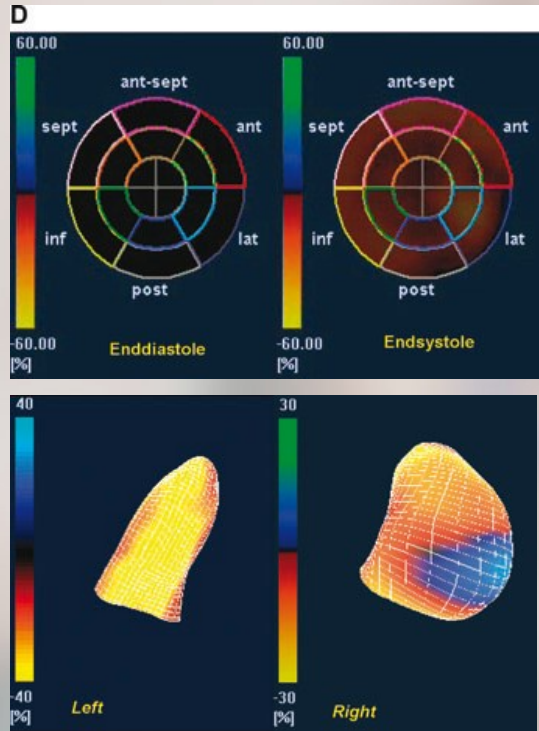 D
60.00
ant-sept
sept
ant
inf
lat
post
-60.00
[%]
Enddiastole
60.00
ant-sept
sept
ant
inf
lat
post
-60.00
[%]
Endsystole
40
-40
[%]
Left
30
-30
[%]
Right